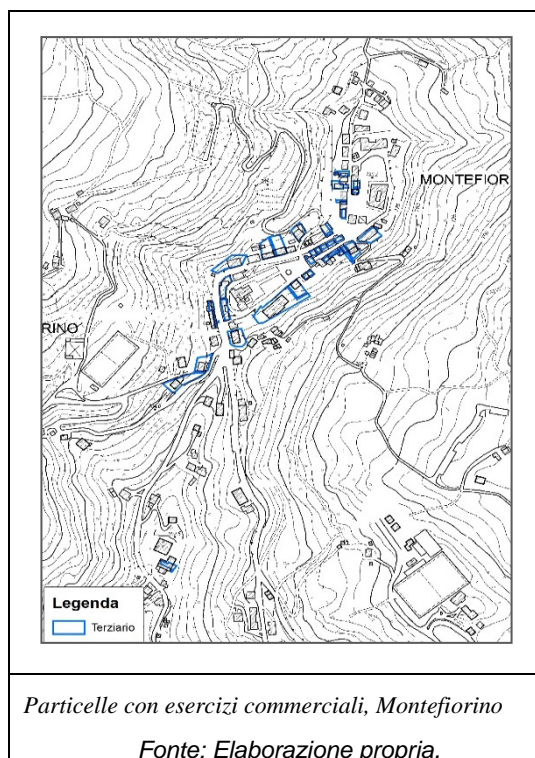 MONTEFIOR
RINO
Legenda
Terziario
Particelle con esercizi commerciali, Montefiorino
Fonte: Elaborazione propria.